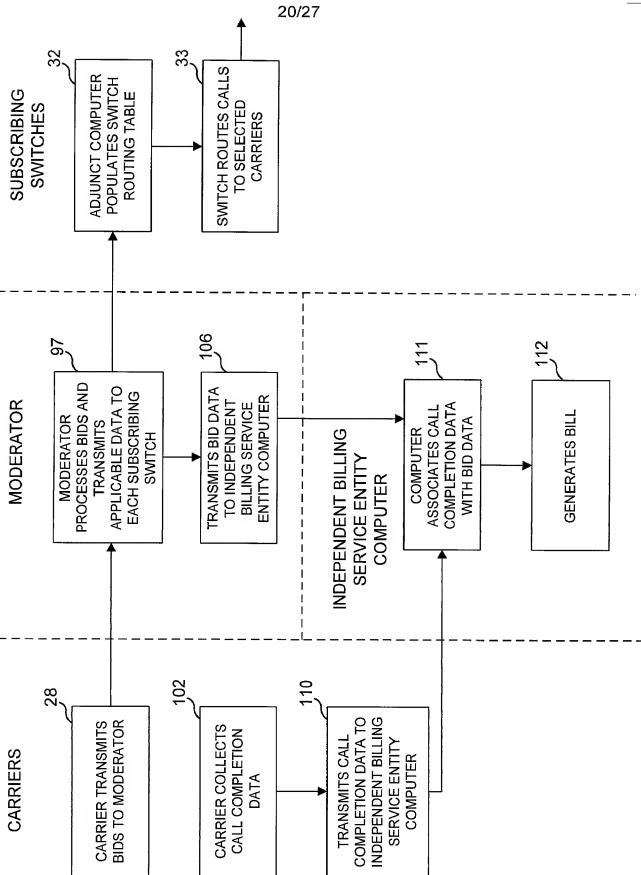 20/27
CARRIERS
28
CARRIER TRANSMITS
BIDS TO MODERATOR
102
CARRIER COLLECTS
CALL COMPLETION
DATA
110
TRANSMITS CALL
COMPLETION DATA TO
INDEPENDENT BILLING
SERVICE ENTITY
COMPUTER
MODERATOR
97
MODERATOR
PROCESSES BIDS AND
TRANSMITS
APPLICABLE DATA TO
EACH SUBSCRIBING
SWITCH
106
TRANSMITS BID DATA
TO INDEPENDENT
BILLING SERVICE
ENTITY COMPUTER
INDEPENDENT BILLING
SERVICE ENTITY
COMPUTER
111
COMPUTER
ASSOCIATES CALL
COMPLETION DATA
WITH BID DATA
112
GENERATES BILL
SUBSCRIBING
SWITCHES
32
ADJUNCT COMPUTER
POPULATES SWITCH
ROUTING TABLE
33
SWITCH ROUTES CALLS
TO SELECTED
CARRIERS